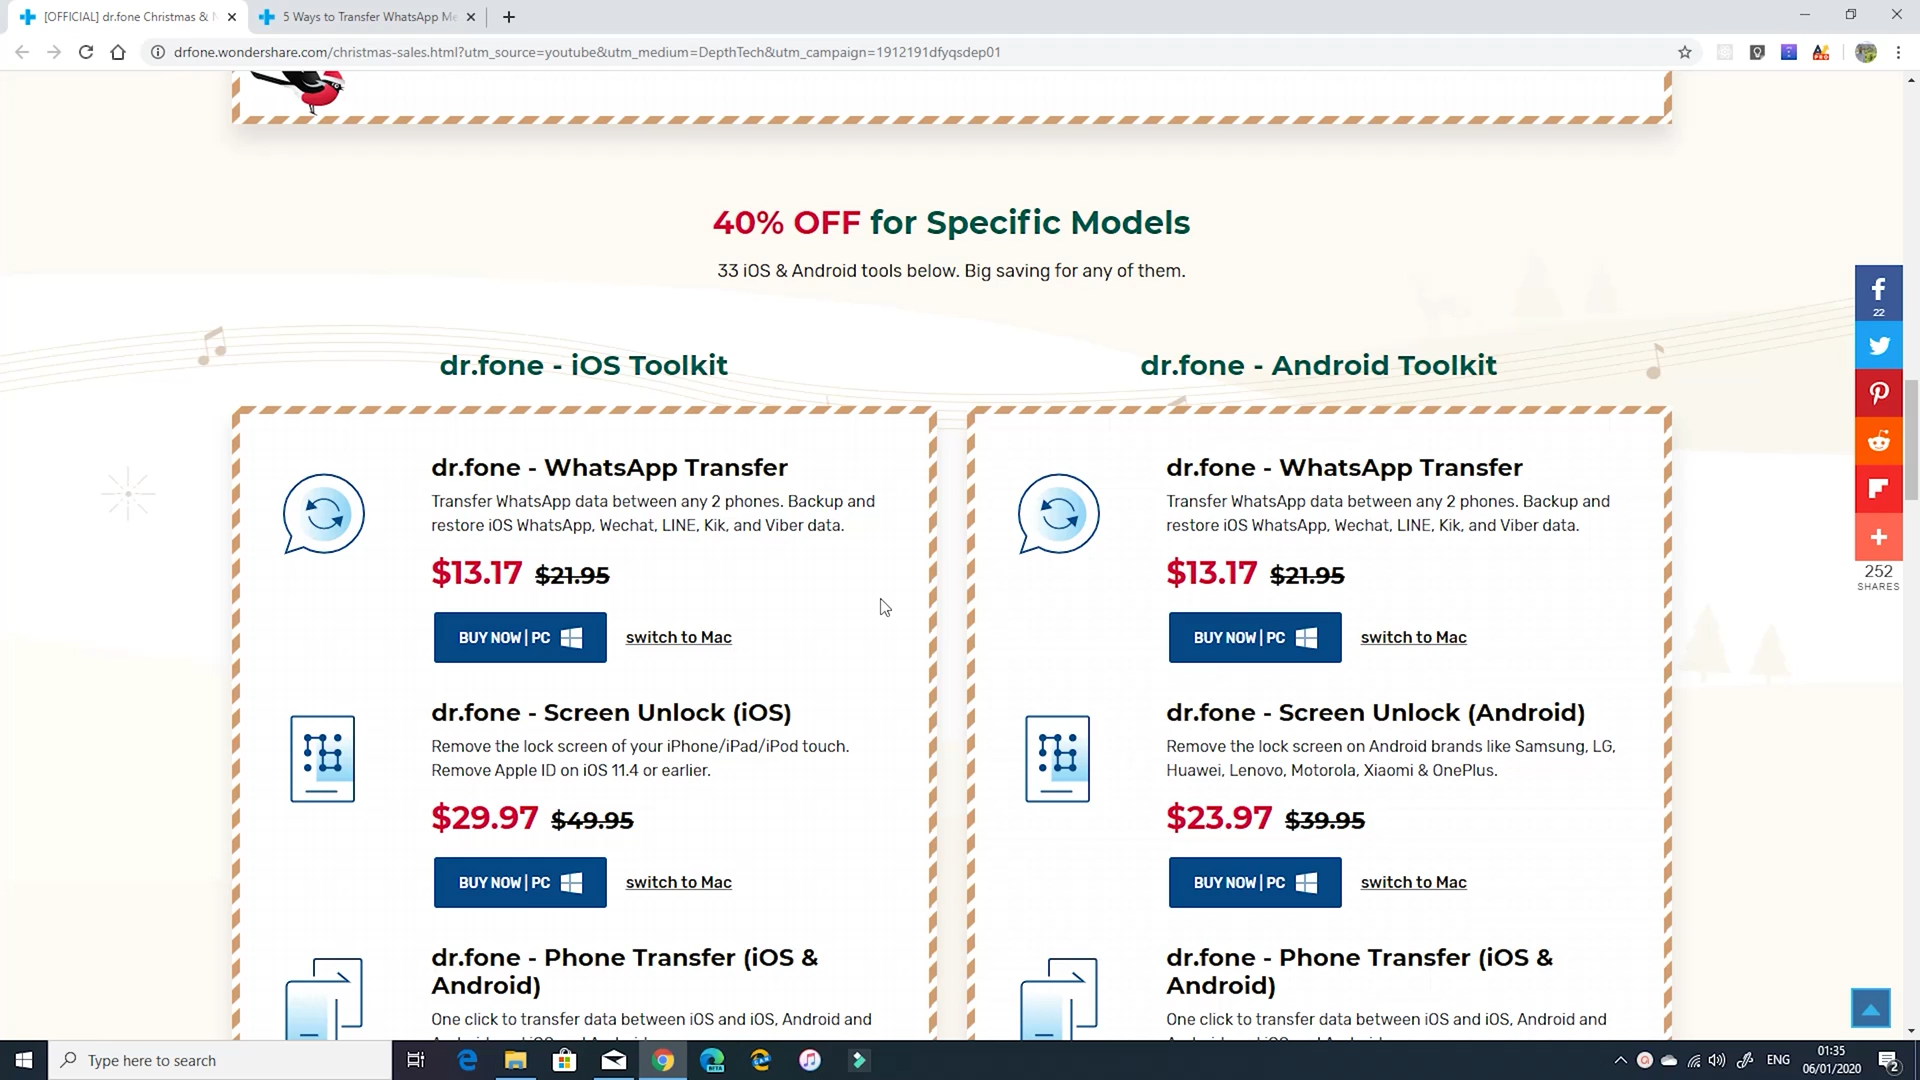 [OFFICIAL] dr.fone Christmas & N
5 Ways to Transfer WhatsApp Me
drfone.wondershare.com/christmas-sales.html?utm_source=youtube&utm_medium=DepthTech&utm_campaign=1912191dfyqsdep01
40% OFF for Specific Models
33 iOS & Android tools below. Big saving for any of them.
dr.fone - iOS Toolkit
dr.fone - WhatsApp Transfer
Transfer WhatsApp data between any 2 phones. Backup and
restore iOS WhatsApp, Wechat, LINE, Kik, and Viber data.
$13.17 $21.95
BUY NOW | PC switch to Mac
dr.fone - Screen Unlock (iOS)
Remove the lock screen of your iPhone/iPad/iPod touch.
Remove Apple ID on iOS 11.4 or earlier.
$29.97 $49.95
BUY NOW | PC switch to Mac
dr.fone - Phone Transfer (iOS &
Android)
One click to transfer data between iOS and iOS, Android and
dr.fone - Android Toolkit
dr.fone - WhatsApp Transfer
Transfer WhatsApp data between any 2 phones. Backup and
restore iOS WhatsApp, Wechat, LINE, Kik, and Viber data.
$13.17 $21.95
BUY NOW | PC switch to Mac
dr.fone - Screen Unlock (Android)
Remove the lock screen on Android brands like Samsung, LG,
Huawei, Lenovo, Motorola, Xiaomi & OnePlus.
$23.97 $39.95
BUY NOW | PC switch to Mac
dr.fone - Phone Transfer (iOS &
Android)
One click to transfer data between iOS and iOS, Android and
22
252
SHARES
Type here to search
ENG
01:35
06/01/2020
2